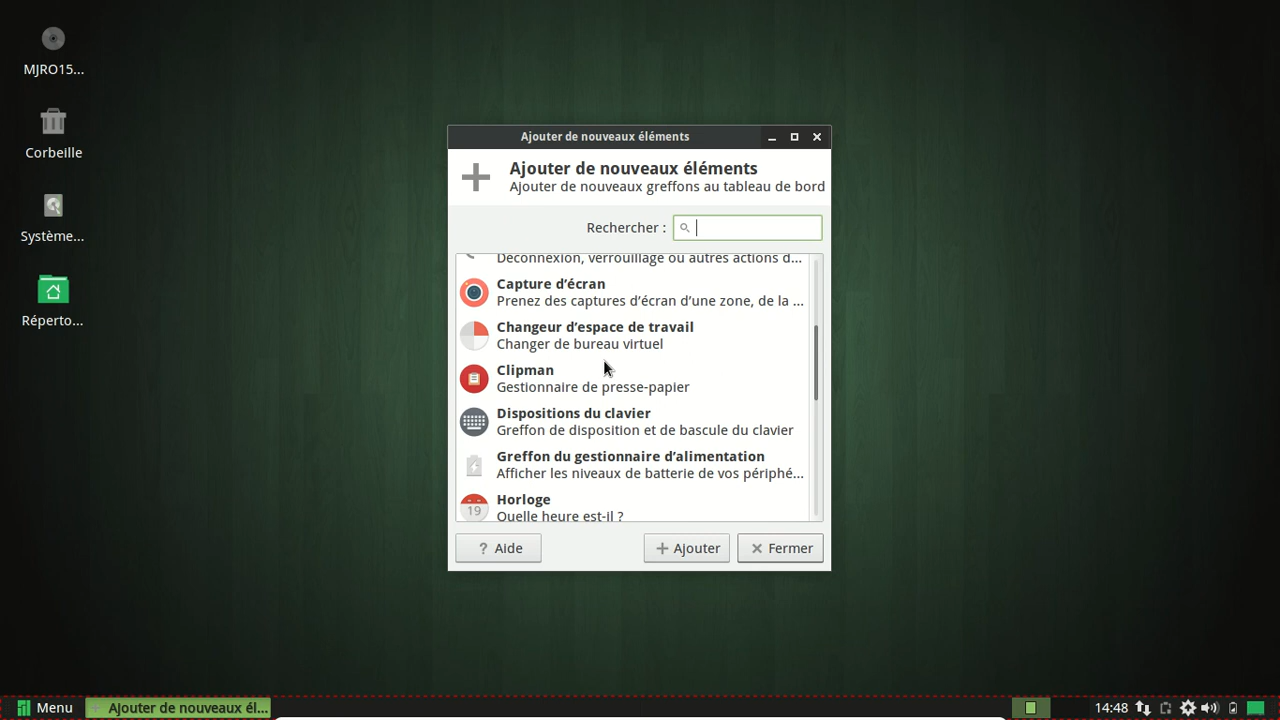 MJRO15...
Corbeille
Système...
Réperto...
Ajouter de nouveaux éléments
Ajouter de nouveaux éléments
Ajouter de nouveaux greffons au tableau de bord
Rechercher :
Déconnexion, verrouillage ou autres actions d...
Capture d’écran
Prenez des captures d’écran d’une zone, de la ...
Changeur d’espace de travail
Changer de bureau virtuel
Clipman
Gestionnaire de presse-papier
Dispositions du clavier
Greffon de disposition et de bascule du clavier
Greffon du gestionnaire d’alimentation
Afficher les niveaux de batterie de vos périphé...
Horloge
Quelle heure est-il ?
? Aide
Ajouter
Fermer
Menu
Ajouter de nouveaux él...
14:48
19